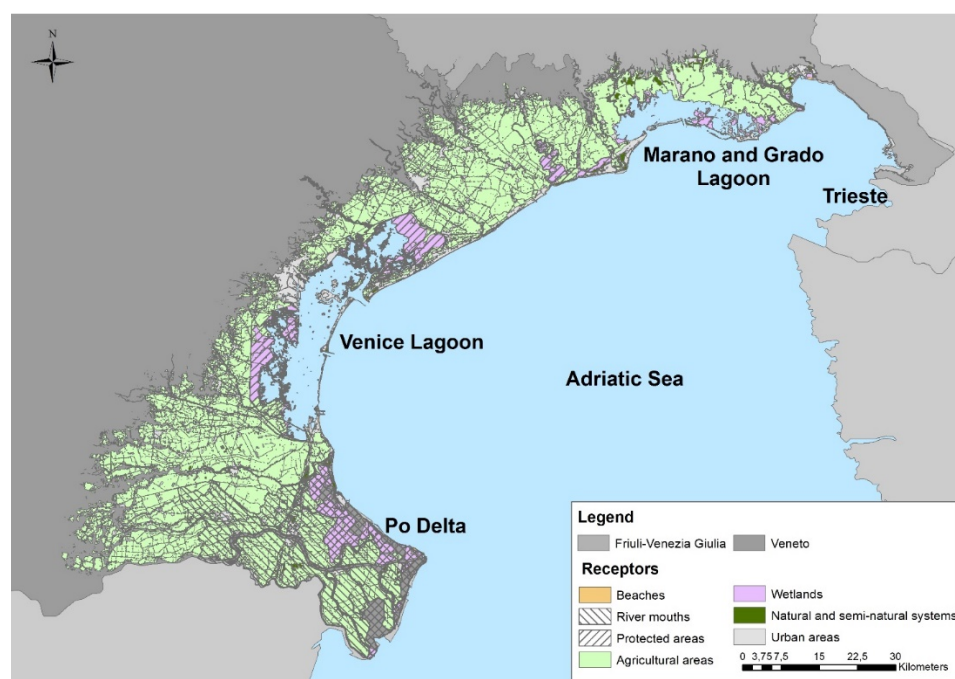 N
Marano and Grado
Lagoon
Trieste
Venice Lagoon
Adriatic Sea
Po Delta
Legend
Friuli-Venezia Giulia
Veneto
Receptors
Beaches
Wetlands
River mouths
Natural and semi-natural systems
Protected areas
Urban areas
Agricultural areas
0 3,75 7,5 15 22,5 30
Kilometers